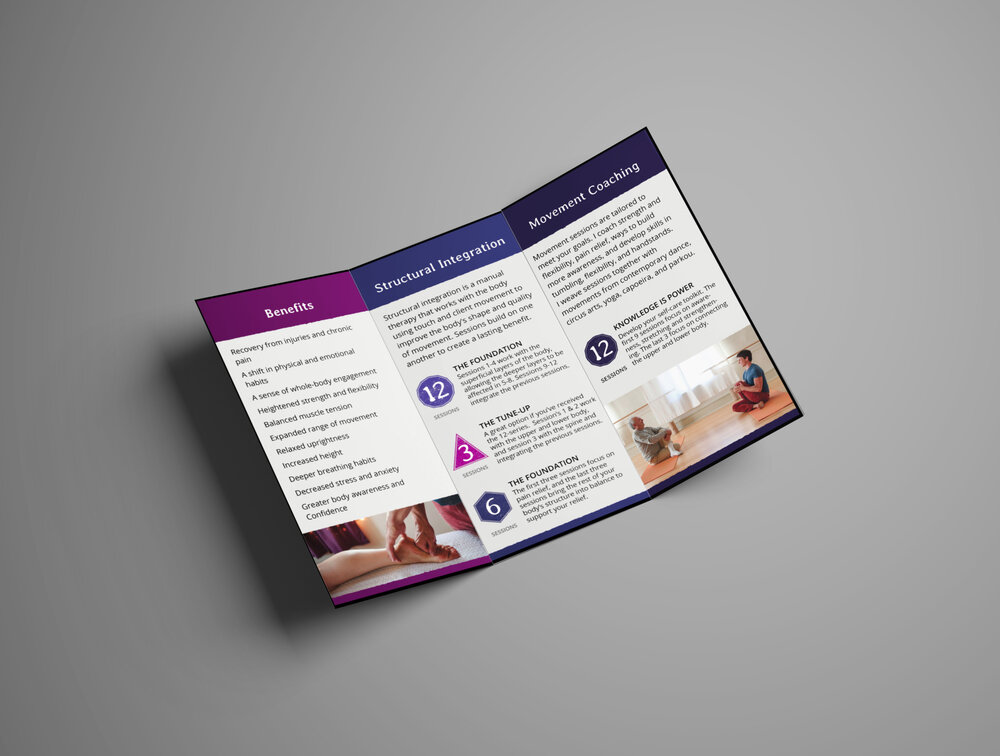 Benefits
Recovery from injuries and chronic
pain
A shift in physical and emotional
habits
A sense of whole-body engagement
Heightened strength and flexibility
Balanced muscle tension
Expanded range of movement
Relaxed uprightness
Increased height
Deeper breathing habits
Decreased stress and anxiety
Greater body awareness and
Confidence
Structural Integration
Structural integration is a manual
therapy that works with the body
using touch and client movement to
improve the body's shape and quality
of movement. Sessions build on one
another to create a lasting benefit.
12
SESSIONS
THE FOUNDATION
Sessions 1-4 work with the
superficial layers of the body,
allowing the deeper layers to be
affected in 5-8. Sessions 9-12
integrate the previous sessions.
3
SESSIONS
THE TUNE-UP
A great option if you've received
the 12-series. Session's 1 & 2 work
with the upper and lower body,
and session 3 with the spine and
integrating the previous sessions.
6
SESSIONS
THE FOUNDATION
The first three sessions focus on
pain relief, and the last three
sessions bring the rest of your
body's structure into balance to
support your relief.
Movement Coaching
Movement sessions are tailored to
meet your goals. I coach strength and
flexibility, pain relief, ways to build
more awareness, and develop skills in
tumbling, flexibility, and handstands.
I weave sessions together with
movements from contemporary dance,
circus arts, yoga, capoeira, and parkou.
12
SESSIONS
KNOWLEDGE IS POWER
Develop your self-care toolkit. The
first 9 sessions focus on aware-
ness, stretching and strengthen-
ing. The last 3 focus on connecting
the upper and lower body.